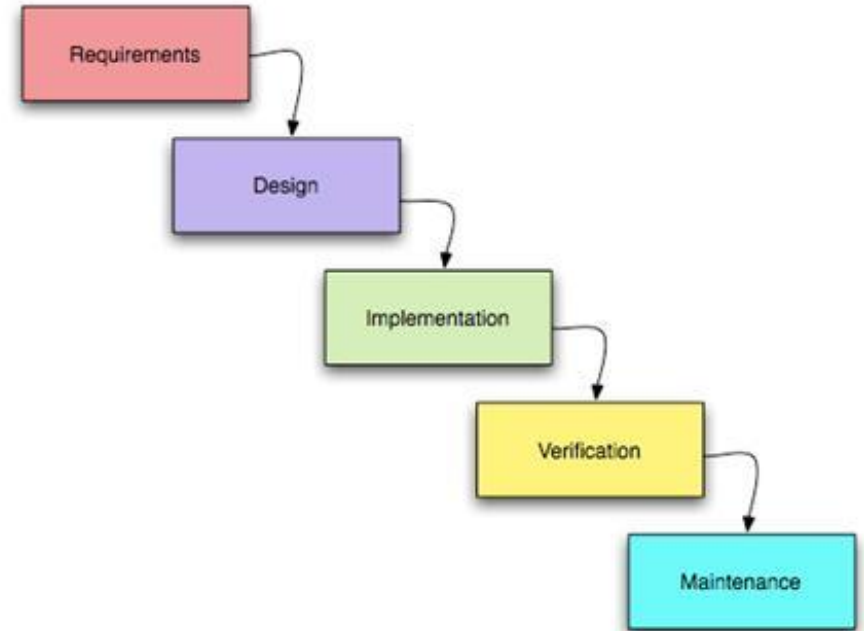 Requirements
Design
Implementation
Verification
Maintenance